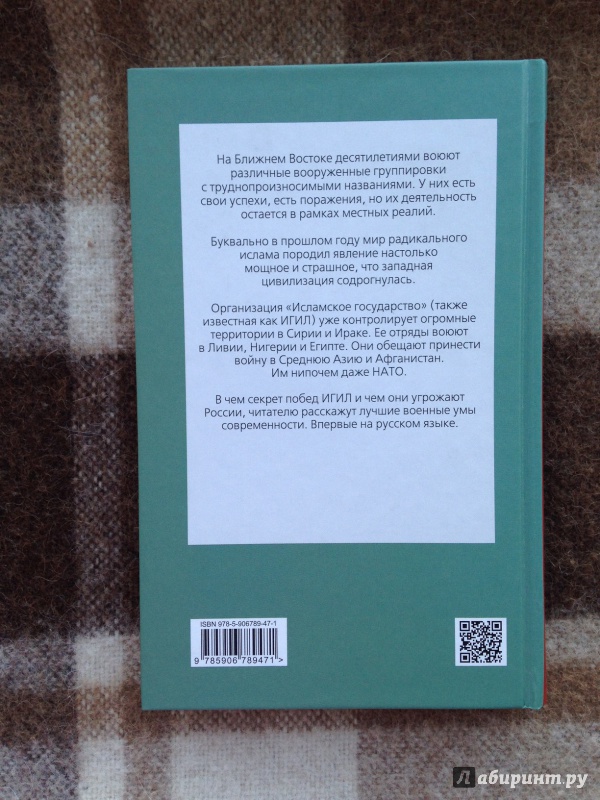 На Ближнем Востоке десятилетиями воюют
различные вооруженные группировки
с труднопроизносимыми названиями. У них есть
свои успехи, есть поражения, но их деятельность
остается в рамках местных реалий.
Буквально в прошлом году мир радикального
ислама породил явление настолько
мощное и страшное, что западная
цивилизация содрогнулась.
Организация «Исламское государство» (также
известная как ИГИЛ) уже контролирует огромные
территории в Сирии и Ираке. Ее отряды воюют
в Ливии, Нигерии и Египте. Они обещают принести
войну в Среднюю Азию и Афганистан.
Им нипочем даже НАТО.
В чем секрет побед ИГИЛ и чем они угрожают
России, читателю расскажут лучшие военные умы
современности. Впервые на русском языке.
ISBN 978-5-906789-47-1
9 785906 789471>
Лабиринт.ру